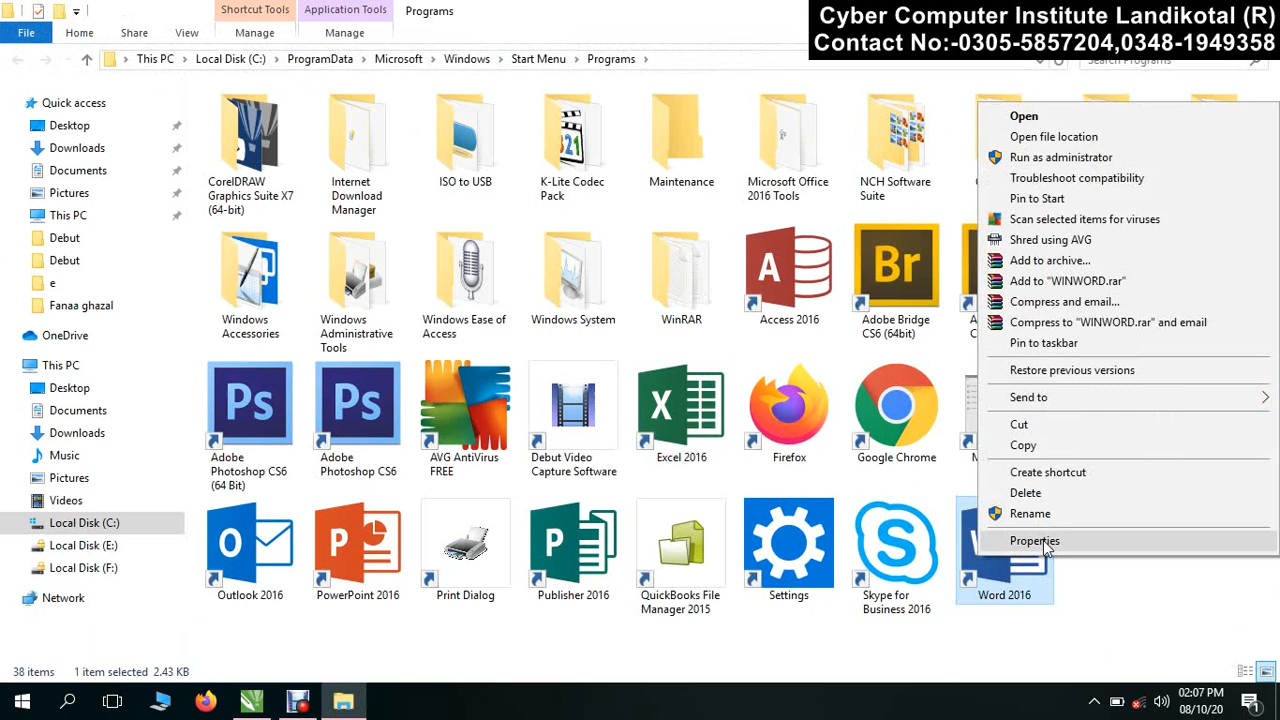 Shortcut Tools
Application Tools
Programs
File
Home
Share
View
Manage
Manage
Cyber Computer Institute Landikotal (R)
Contact No:-0305-5857204,0348-1949358
This PC
Local Disk (C:)
ProgramData
Microsoft
Windows
Start Menu
Programs
Search Programs
Quick access
Desktop
Downloads
Documents
Pictures
This PC
Debut
Debut
e
Fanaa ghazal
OneDrive
This PC
Desktop
Documents
Downloads
Music
Pictures
Videos
Local Disk (C:)
Local Disk (E:)
Local Disk (F:)
Network
CorelDRAW
Graphics Suite X7
(64-bit)
Internet
Download
Manager
ISO to USB
K-Lite Codec
Pack
Maintenance
Microsoft Office
2016 Tools
NCH Software
Suite
Windows
Accessories
Windows
Administrative
Tools
Windows Ease of
Access
Windows System
WinRAR
Access 2016
Adobe Bridge
CS6 (64bit)
Adobe
Photoshop CS6
(64 Bit)
Adobe
Photoshop CS6
AVG AntiVirus
FREE
Debut Video
Capture Software
Excel 2016
Firefox
Google Chrome
Outlook 2016
PowerPoint 2016
Print Dialog
Publisher 2016
QuickBooks File
Manager 2015
Settings
Skype for
Business 2016
Word 2016
Open
Open file location
Run as administrator
Troubleshoot compatibility
Pin to Start
Scan selected items for viruses
Shred using AVG
Add to archive...
Add to "WINWORD.rar"
Compress and email...
Compress to "WINWORD.rar" and email
Pin to taskbar
Restore previous versions
Send to
Cut
Copy
Create shortcut
Delete
Rename
Properties
38 items
1 item selected 2.43 KB
02:07 PM
08/10/20